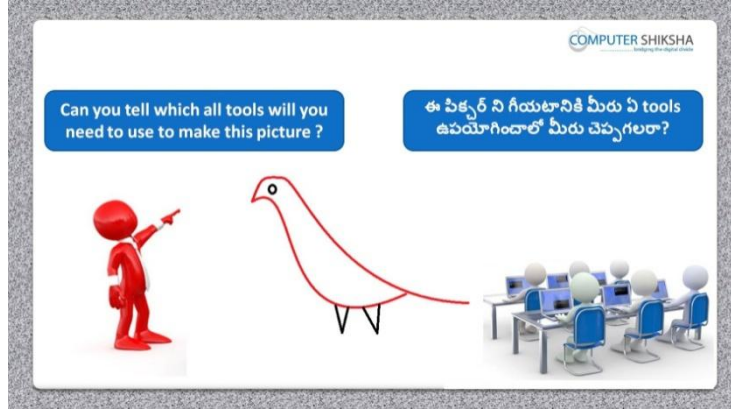 COMPUTER SHIKSHA
bridging the digital divide
Can you tell which all tools will you
need to use to make this picture ?
ఈ పిక్చర్ ని గీయటానికి మీరు ఏ tools
ఉపయోగిందాలో మీరు చెప్పగలరా?